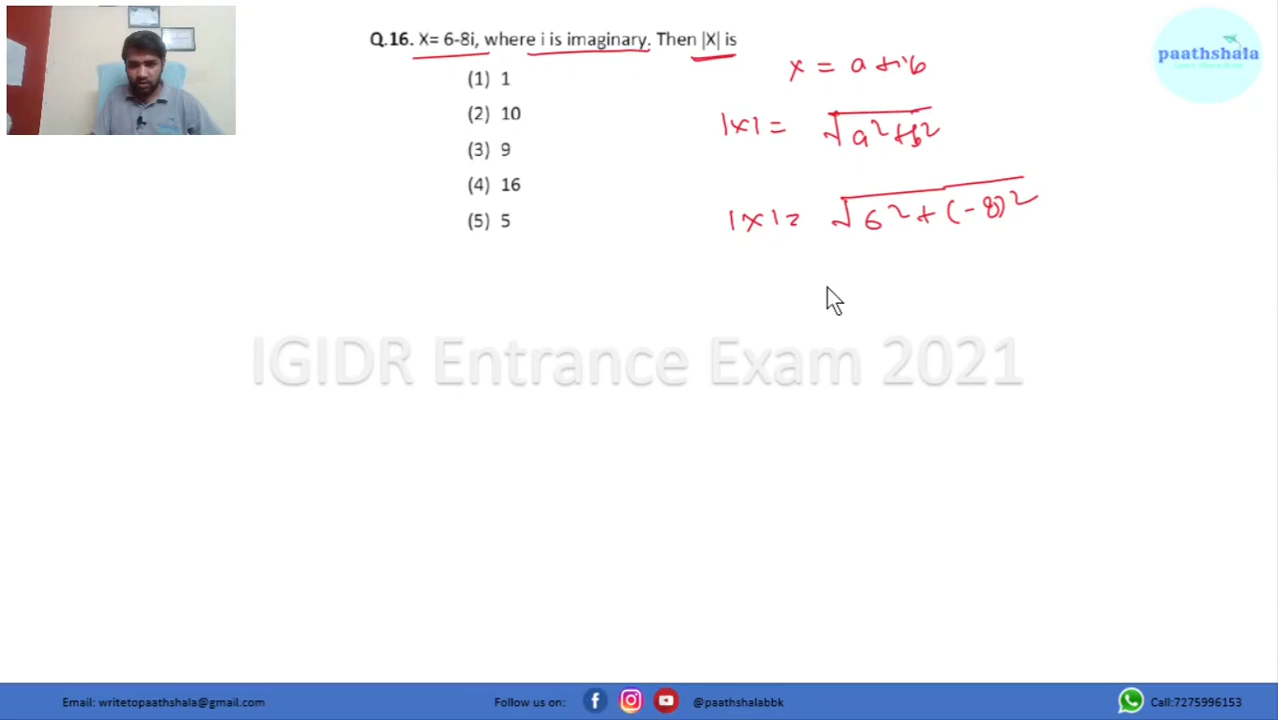 Q.16. X= 6-8i, where i is imaginary. Then |X| is
(1) 1
(2) 10
(3) 9
(4) 16
(5) 5
x = a+ib
|x| = √a²+b²
|x| = √6²+(-8)²
paathshala
IGIDR Entrance Exam 2021
Email: writetopaathshala@gmail.com
Follow us on:
@paathshalabbk
Call:7275996153